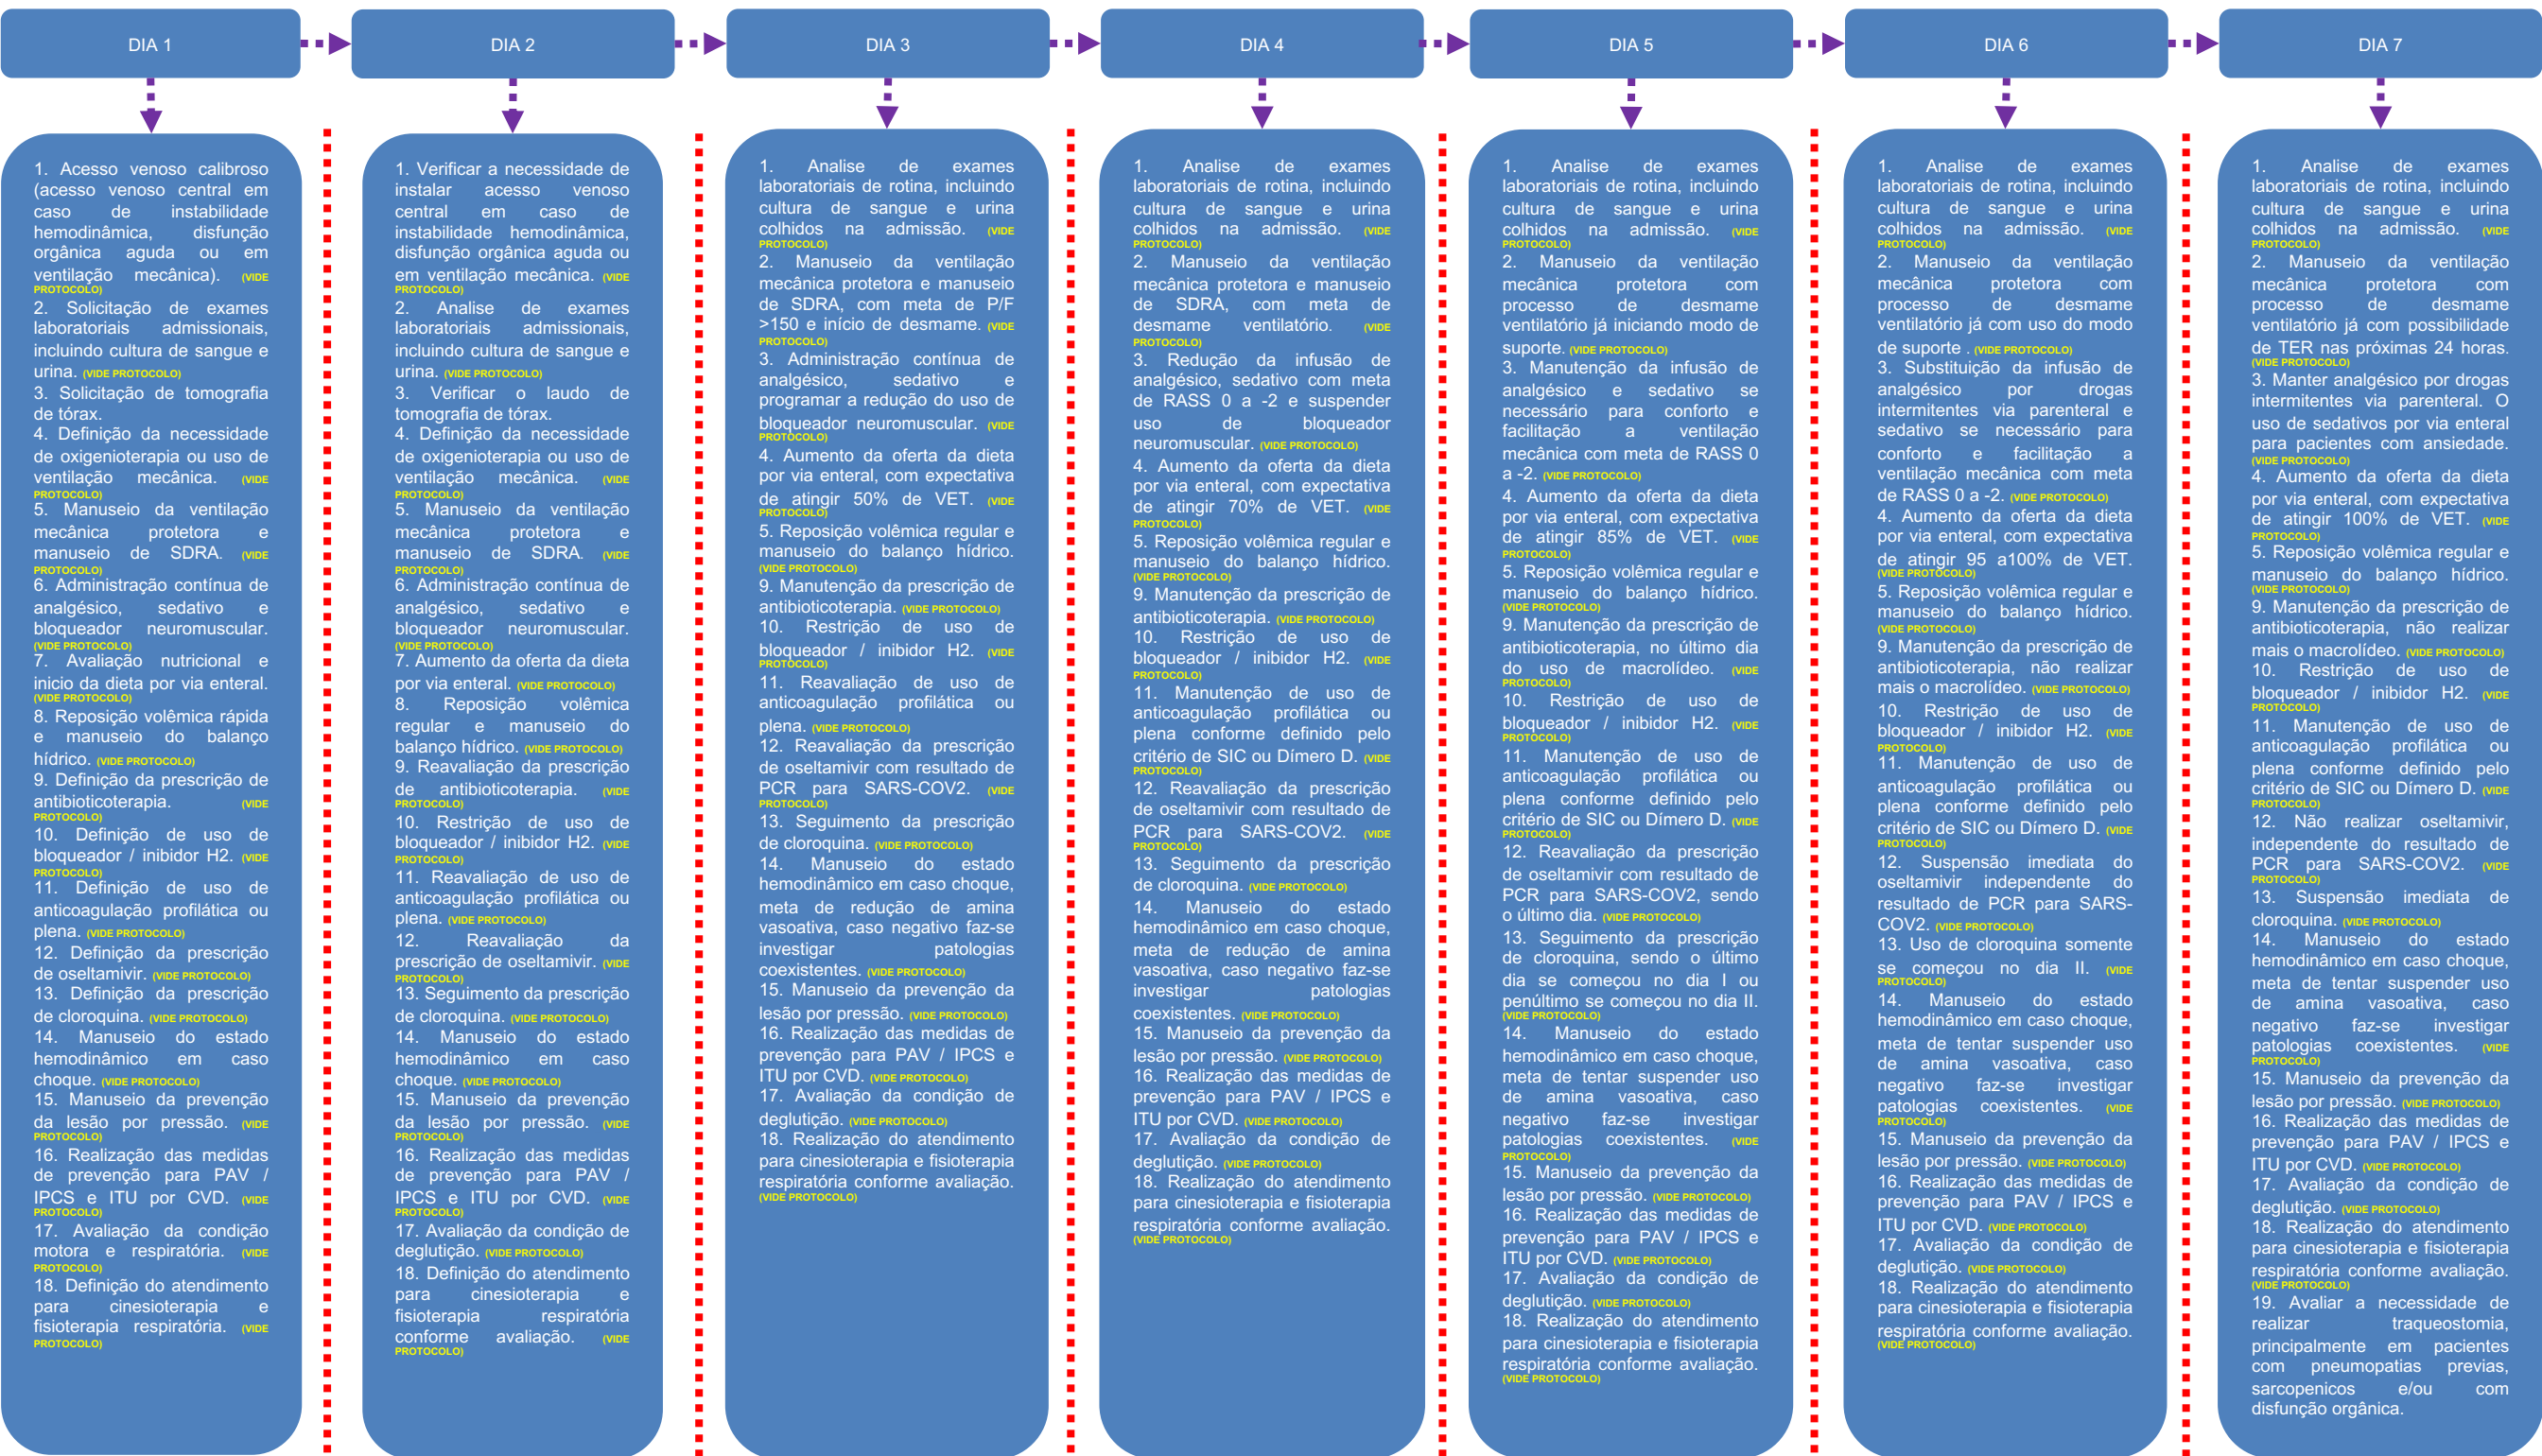 DIA 1
DIA 2
DIA 3
DIA 4
DIA 5
DIA 6
DIA 7
1. Acesso venoso calibroso
(acesso venoso central em
caso de instabilidade
hemodinâmica, disfunção
orgânica aguda ou em
ventilação mecânica). (VIDE
PROTOCOLO)
2. Solicitação de exames
laboratoriais admissionais,
incluindo cultura de sangue e
urina. (VIDE PROTOCOLO)
3. Solicitação de tomografia
de tórax.
4. Definição da necessidade
de oxigenioterapia ou uso de
ventilação mecânica. (VIDE
PROTOCOLO)
5. Manuseio da ventilação
mecânica protetora e
manuseio de SDRA. (VIDE
PROTOCOLO)
6. Administração contínua de
analgésico, sedativo e
bloqueador neuromuscular.
(VIDE PROTOCOLO)
7. Avaliação nutricional e
inicio da dieta por via enteral.
(VIDE PROTOCOLO)
8. Reposição volêmica rápida
e manuseio do balanço
hídrico. (VIDE PROTOCOLO)
9. Definição da prescrição de
antibioticoterapia. (VIDE
PROTOCOLO)
10. Definição de uso de
bloqueador / inibidor H2. (VIDE
PROTOCOLO)
11. Definição de uso de
anticoagulação profilática ou
plena. (VIDE PROTOCOLO)
12. Definição da prescrição
de oseltamivir. (VIDE PROTOCOLO)
13. Definição da prescrição
de cloroquina. (VIDE PROTOCOLO)
14. Manuseio do estado
hemodinâmico em caso
choque. (VIDE PROTOCOLO)
15. Manuseio da prevenção
da lesão por pressão. (VIDE
PROTOCOLO)
16. Realização das medidas
de prevenção para PAV /
IPCS e ITU por CVD. (VIDE
PROTOCOLO)
17. Avaliação da condição
motora e respiratória. (VIDE
PROTOCOLO)
18. Definição do atendimento
para cinesioterapia e
fisioterapia respiratória. (VIDE
PROTOCOLO)
1. Verificar a necessidade de
instalar acesso venoso
central em caso de
instabilidade hemodinâmica,
disfunção orgânica aguda ou
em ventilação mecânica. (VIDE
PROTOCOLO)
2. Analise de exames
laboratoriais admissionais,
incluindo cultura de sangue e
urina. (VIDE PROTOCOLO)
3. Verificar o laudo de
tomografia de tórax.
4. Definição da necessidade
de oxigenioterapia ou uso de
ventilação mecânica. (VIDE
PROTOCOLO)
5. Manuseio da ventilação
mecânica protetora e
manuseio de SDRA. (VIDE
PROTOCOLO)
6. Administração contínua de
analgésico, sedativo e
bloqueador neuromuscular.
(VIDE PROTOCOLO)
7. Aumento da oferta da dieta
por via enteral. (VIDE PROTOCOLO)
8. Reposição volêmica
regular e manuseio do
balanço hídrico. (VIDE PROTOCOLO)
9. Reavaliação da prescrição
de antibioticoterapia. (VIDE
PROTOCOLO)
10. Restrição de uso de
bloqueador / inibidor H2. (VIDE
PROTOCOLO)
11. Reavaliação de uso de
anticoagulação profilática ou
plena. (VIDE PROTOCOLO)
12. Reavaliação da
prescrição de oseltamivir. (VIDE
PROTOCOLO)
13. Seguimento da prescrição
de cloroquina. (VIDE PROTOCOLO)
14. Manuseio do estado
hemodinâmico em caso
choque. (VIDE PROTOCOLO)
15. Manuseio da prevenção
da lesão por pressão. (VIDE
PROTOCOLO)
16. Realização das medidas
de prevenção para PAV /
IPCS e ITU por CVD. (VIDE
PROTOCOLO)
17. Avaliação da condição de
deglutição. (VIDE PROTOCOLO)
18. Definição do atendimento
para cinesioterapia e
fisioterapia respiratória
conforme avaliação. (VIDE
PROTOCOLO)
1. Analise de exames
laboratoriais de rotina, incluindo
cultura de sangue e urina
colhidos na admissão. (VIDE
PROTOCOLO)
2. Manuseio da ventilação
mecânica protetora e manuseio
de SDRA, com meta de P/F
>150 e início de desmame. (VIDE
PROTOCOLO)
3. Administração contínua de
analgésico, sedativo e
programar a redução do uso de
bloqueador neuromuscular. (VIDE
PROTOCOLO)
4. Aumento da oferta da dieta
por via enteral, com expectativa
de atingir 50% de VET. (VIDE
PROTOCOLO)
5. Reposição volêmica regular e
manuseio do balanço hídrico.
(VIDE PROTOCOLO)
9. Manutenção da prescrição de
antibioticoterapia. (VIDE PROTOCOLO)
10. Restrição de uso de
bloqueador / inibidor H2. (VIDE
PROTOCOLO)
11. Reavaliação de uso de
anticoagulação profilática ou
plena. (VIDE PROTOCOLO)
12. Reavaliação da prescrição
de oseltamivir com resultado de
PCR para SARS-COV2. (VIDE
PROTOCOLO)
13. Seguimento da prescrição
de cloroquina. (VIDE PROTOCOLO)
14. Manuseio do estado
hemodinâmico em caso choque,
meta de redução de amina
vasoativa, caso negativo faz-se
investigar patologias
coexistentes. (VIDE PROTOCOLO)
15. Manuseio da prevenção da
lesão por pressão. (VIDE PROTOCOLO)
16. Realização das medidas de
prevenção para PAV / IPCS e
ITU por CVD. (VIDE PROTOCOLO)
17. Avaliação da condição de
deglutição. (VIDE PROTOCOLO)
18. Realização do atendimento
para cinesioterapia e fisioterapia
respiratória conforme avaliação.
(VIDE PROTOCOLO)
1. Analise de exames
laboratoriais de rotina, incluindo
cultura de sangue e urina
colhidos na admissão. (VIDE
PROTOCOLO)
2. Manuseio da ventilação
mecânica protetora e manuseio
de SDRA, com meta de
desmame ventilatório. (VIDE
PROTOCOLO)
3. Redução da infusão de
analgésico, sedativo com meta
de RASS 0 a -2 e suspender
uso de bloqueador
neuromuscular. (VIDE PROTOCOLO)
4. Aumento da oferta da dieta
por via enteral, com expectativa
de atingir 70% de VET. (VIDE
PROTOCOLO)
5. Reposição volêmica regular e
manuseio do balanço hídrico.
(VIDE PROTOCOLO)
9. Manutenção da prescrição de
antibioticoterapia. (VIDE PROTOCOLO)
10. Restrição de uso de
bloqueador / inibidor H2. (VIDE
PROTOCOLO)
11. Manutenção de uso de
anticoagulação profilática ou
plena conforme definido pelo
critério de SIC ou Dímero D. (VIDE
PROTOCOLO)
12. Reavaliação da prescrição
de oseltamivir com resultado de
PCR para SARS-COV2. (VIDE
PROTOCOLO)
13. Seguimento da prescrição
de cloroquina. (VIDE PROTOCOLO)
14. Manuseio do estado
hemodinâmico em caso choque,
meta de redução de amina
vasoativa, caso negativo faz-se
investigar patologias
coexistentes. (VIDE PROTOCOLO)
15. Manuseio da prevenção da
lesão por pressão. (VIDE PROTOCOLO)
16. Realização das medidas de
prevenção para PAV / IPCS e
ITU por CVD. (VIDE PROTOCOLO)
17. Avaliação da condição de
deglutição. (VIDE PROTOCOLO)
18. Realização do atendimento
para cinesioterapia e fisioterapia
respiratória conforme avaliação.
(VIDE PROTOCOLO)
1. Analise de exames
laboratoriais de rotina, incluindo
cultura de sangue e urina
colhidos na admissão. (VIDE
PROTOCOLO)
2. Manuseio da ventilação
mecânica protetora com
processo de desmame
ventilatório já iniciando modo de
suporte. (VIDE PROTOCOLO)
3. Manutenção da infusão de
analgésico e sedativo se
necessário para conforto e
facilitação a ventilação
mecânica com meta de RASS 0
a -2. (VIDE PROTOCOLO)
4. Aumento da oferta da dieta
por via enteral, com expectativa
de atingir 85% de VET. (VIDE
PROTOCOLO)
5. Reposição volêmica regular e
manuseio do balanço hídrico.
(VIDE PROTOCOLO)
9. Manutenção da prescrição de
antibioticoterapia, no último dia
do uso de macrolídeo. (VIDE
PROTOCOLO)
10. Restrição de uso de
bloqueador / inibidor H2. (VIDE
PROTOCOLO)
11. Manutenção de uso de
anticoagulação profilática ou
plena conforme definido pelo
critério de SIC ou Dímero D. (VIDE
PROTOCOLO)
12. Reavaliação da prescrição
de oseltamivir com resultado de
PCR para SARS-COV2, sendo
o último dia. (VIDE PROTOCOLO)
13. Seguimento da prescrição
de cloroquina, sendo o último
dia se começou no dia I ou
penúltimo se começou no dia II.
(VIDE PROTOCOLO)
14. Manuseio do estado
hemodinâmico em caso choque,
meta de tentar suspender uso
de amina vasoativa, caso
negativo faz-se investigar
patologias coexistentes. (VIDE
PROTOCOLO)
15. Manuseio da prevenção da
lesão por pressão. (VIDE PROTOCOLO)
16. Realização das medidas de
prevenção para PAV / IPCS e
ITU por CVD. (VIDE PROTOCOLO)
17. Avaliação da condição de
deglutição. (VIDE PROTOCOLO)
18. Realização do atendimento
para cinesioterapia e fisioterapia
respiratória conforme avaliação.
(VIDE PROTOCOLO)
1. Analise de exames
laboratoriais de rotina, incluindo
cultura de sangue e urina
colhidos na admissão. (VIDE
PROTOCOLO)
2. Manuseio da ventilação
mecânica protetora com
processo de desmame
ventilatório já com uso do modo
de suporte . (VIDE PROTOCOLO)
3. Substituição da infusão de
analgésico por drogas
intermitentes via parenteral e
sedativo se necessário para
conforto e facilitação a
ventilação mecânica com meta
de RASS 0 a -2. (VIDE PROTOCOLO)
4. Aumento da oferta da dieta
por via enteral, com expectativa
de atingir 95 a100% de VET.
(VIDE PROTOCOLO)
5. Reposição volêmica regular e
manuseio do balanço hídrico.
(VIDE PROTOCOLO)
9. Manutenção da prescrição de
antibioticoterapia, não realizar
mais o macrolídeo. (VIDE PROTOCOLO)
10. Restrição de uso de
bloqueador / inibidor H2. (VIDE
PROTOCOLO)
11. Manutenção de uso de
anticoagulação profilática ou
plena conforme definido pelo
critério de SIC ou Dímero D. (VIDE
PROTOCOLO)
12. Suspensão imediata do
oseltamivir independente do
resultado de PCR para SARS-
COV2. (VIDE PROTOCOLO)
13. Uso de cloroquina somente
se começou no dia II. (VIDE
PROTOCOLO)
14. Manuseio do estado
hemodinâmico em caso choque,
meta de tentar suspender uso
de amina vasoativa, caso
negativo faz-se investigar
patologias coexistentes. (VIDE
PROTOCOLO)
15. Manuseio da prevenção da
lesão por pressão. (VIDE PROTOCOLO)
16. Realização das medidas de
prevenção para PAV / IPCS e
ITU por CVD. (VIDE PROTOCOLO)
17. Avaliação da condição de
deglutição. (VIDE PROTOCOLO)
18. Realização do atendimento
para cinesioterapia e fisioterapia
respiratória conforme avaliação.
(VIDE PROTOCOLO)
1. Analise de exames
laboratoriais de rotina, incluindo
cultura de sangue e urina
colhidos na admissão. (VIDE
PROTOCOLO)
2. Manuseio da ventilação
mecânica protetora com
processo de desmame
ventilatório já com possibilidade
de TER nas próximas 24 horas.
(VIDE PROTOCOLO)
3. Manter analgésico por drogas
intermitentes via parenteral. O
uso de sedativos por via enteral
para pacientes com ansiedade.
(VIDE PROTOCOLO)
4. Aumento da oferta da dieta
por via enteral, com expectativa
de atingir 100% de VET. (VIDE
PROTOCOLO)
5. Reposição volêmica regular e
manuseio do balanço hídrico.
(VIDE PROTOCOLO)
9. Manutenção da prescrição de
antibioticoterapia, não realizar
mais o macrolídeo. (VIDE PROTOCOLO)
10. Restrição de uso de
bloqueador / inibidor H2. (VIDE
PROTOCOLO)
11. Manutenção de uso de
anticoagulação profilática ou
plena conforme definido pelo
critério de SIC ou Dímero D. (VIDE
PROTOCOLO)
12. Não realizar oseltamivir,
independente do resultado de
PCR para SARS-COV2. (VIDE
PROTOCOLO)
13. Suspensão imediata de
cloroquina. (VIDE PROTOCOLO)
14. Manuseio do estado
hemodinâmico em caso choque,
meta de tentar suspender uso
de amina vasoativa, caso
negativo faz-se investigar
patologias coexistentes. (VIDE
PROTOCOLO)
15. Manuseio da prevenção da
lesão por pressão. (VIDE PROTOCOLO)
16. Realização das medidas de
prevenção para PAV / IPCS e
ITU por CVD. (VIDE PROTOCOLO)
17. Avaliação da condição de
deglutição. (VIDE PROTOCOLO)
18. Realização do atendimento
para cinesioterapia e fisioterapia
respiratória conforme avaliação.
(VIDE PROTOCOLO)
19. Avaliar a necessidade de
realizar traqueostomia,
principalmente em pacientes
com pneumopatias previas,
sarcopenicos e/ou com
disfunção orgânica.